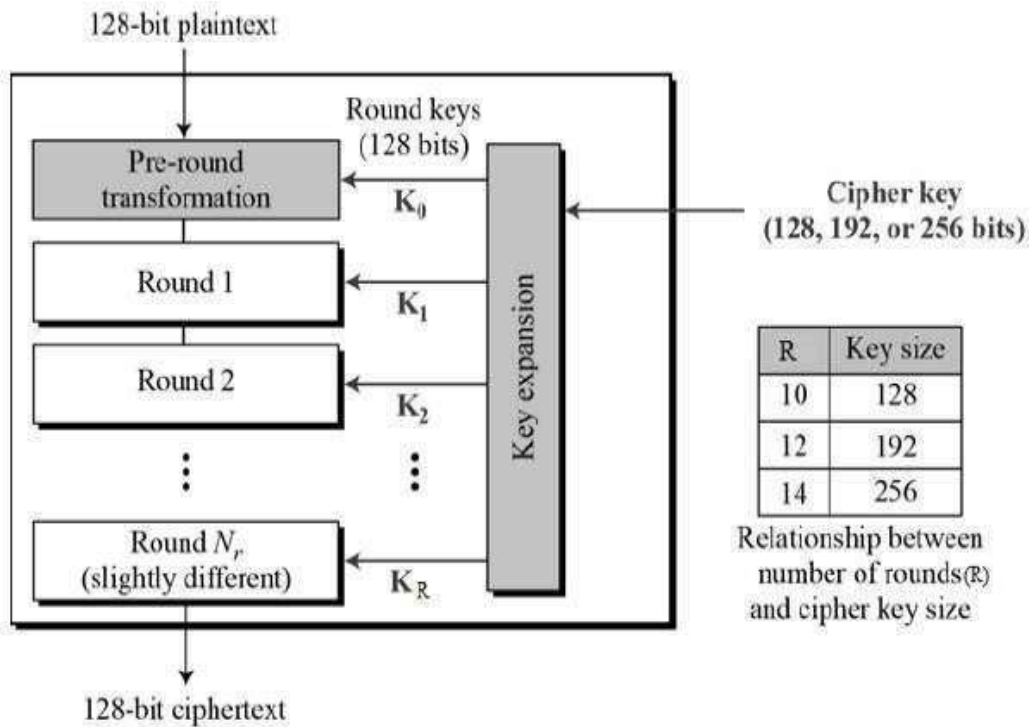 128-bit plaintext
Round keys
(128 bits)
Pre-round
transformation
K0
Cipher key
(128, 192, or 256 bits)
Round 1
K1
Round 2
K2
Key expansion
Round Nr
(slightly different)
KR
R Key size
10 128
12 192
14 256
Relationship between
number of rounds(R)
and cipher key size
128-bit ciphertext